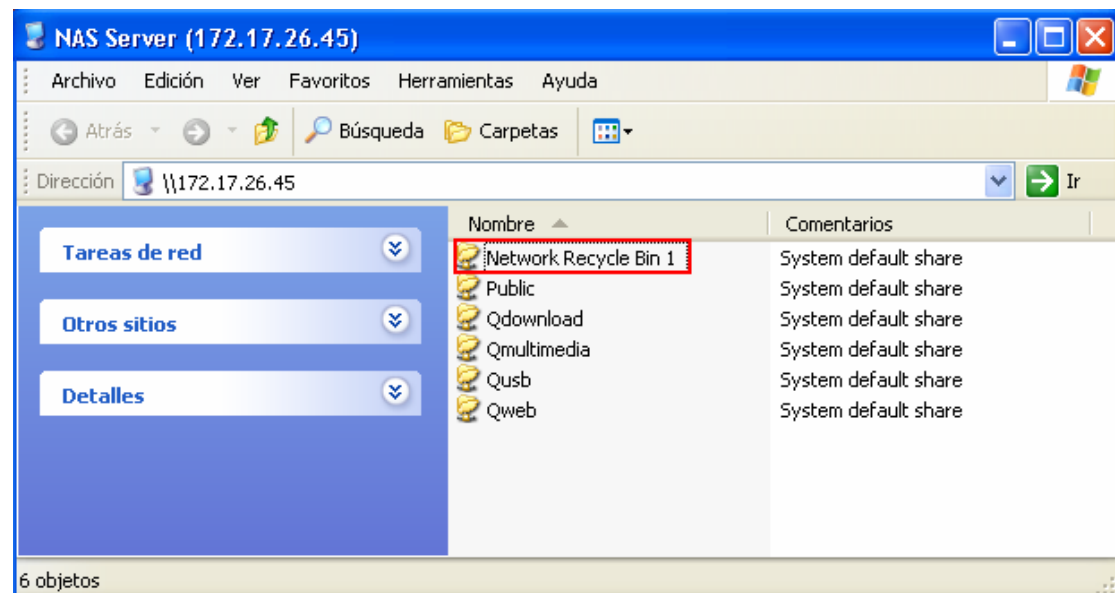 NAS Server (172.17.26.45)
Archivo Edición Ver Favoritos Herramientas Ayuda
Atrás Búsqueda Carpetas
Dirección \\172.17.26.45 Ir
Nombre Comentarios
Tareas de red
Otros sitios
Detalles
Network Recycle Bin 1 System default share
Public System default share
Qdownload System default share
Qmultimedia System default share
Qusb System default share
Qweb System default share
6 objetos